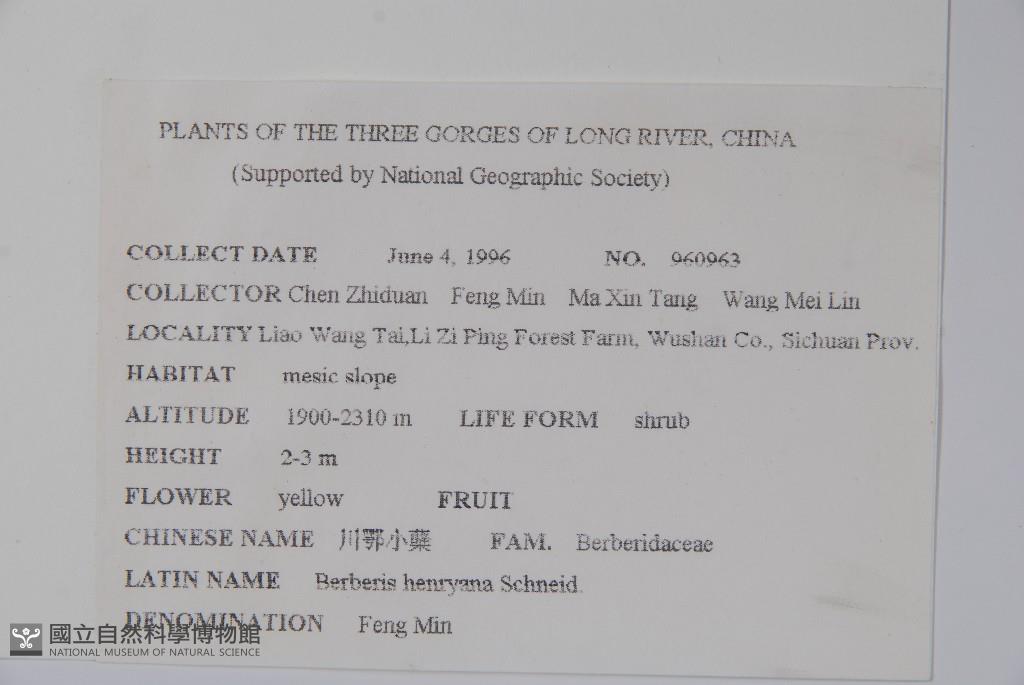 PLANTS OF THE THREE GORGES OF LONG RIVER, CHINA
(Supported by National Geographic Society)
COLLECT DATE June 4, 1996 NO. 960963
COLLECTOR Chen Zhiduan Feng Min Ma Xin Tang Wang Mei Lin
LOCALITY Liao Wang Tai,Li Zi Ping Forest Farm, Wushan Co., Sichuan Prov.
HABITAT mesic slope
ALTITUDE 1900-2310 m LIFE FORM shrub
HEIGHT 2-3 m
FLOWER yellow FRUIT
CHINESE NAME 川鄂小蘗 FAM. Berberidaceae
LATIN NAME Berberis henryana Schneid.
DENOMINATION Feng Min
國立自然科學博物館
NATIONAL MUSEUM OF NATURAL SCIENCE